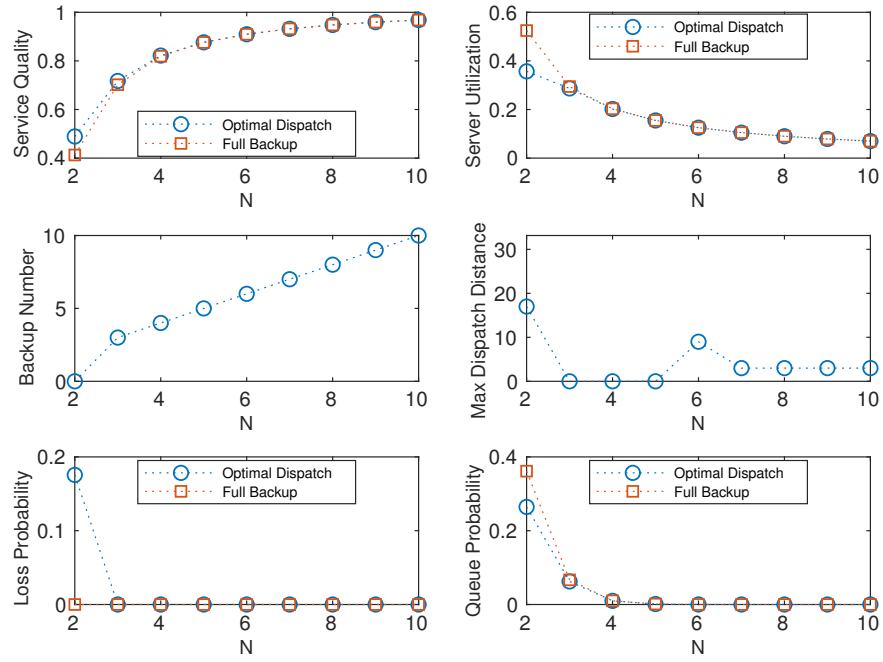 Service Quality
1
0.8
0.6
0.4
2 4 6 8 10
N
Optimal Dispatch
Full Backup
Server Utilization
0.6
0.4
0.2
0
2 4 6 8 10
N
Optimal Dispatch
Full Backup
Backup Number
10
5
0
2 4 6 8 10
N
Max Dispatch Distance
30
20
10
0
2 4 6 8 10
N
Loss Probability
0.2
0.1
0
2 4 6 8 10
N
Optimal Dispatch
Full Backup
Queue Probability
0.4
0.2
0
2 4 6 8 10
N
Optimal Dispatch
Full Backup